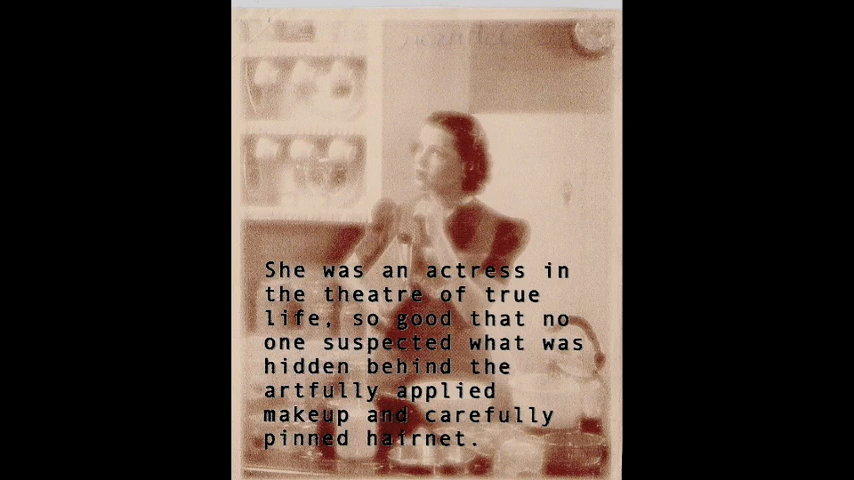 She was an actress in
the theatre of true
life, so good that no
one suspected what was
hidden behind the
artfully applied
makeup and carefully
pinned hairnet.